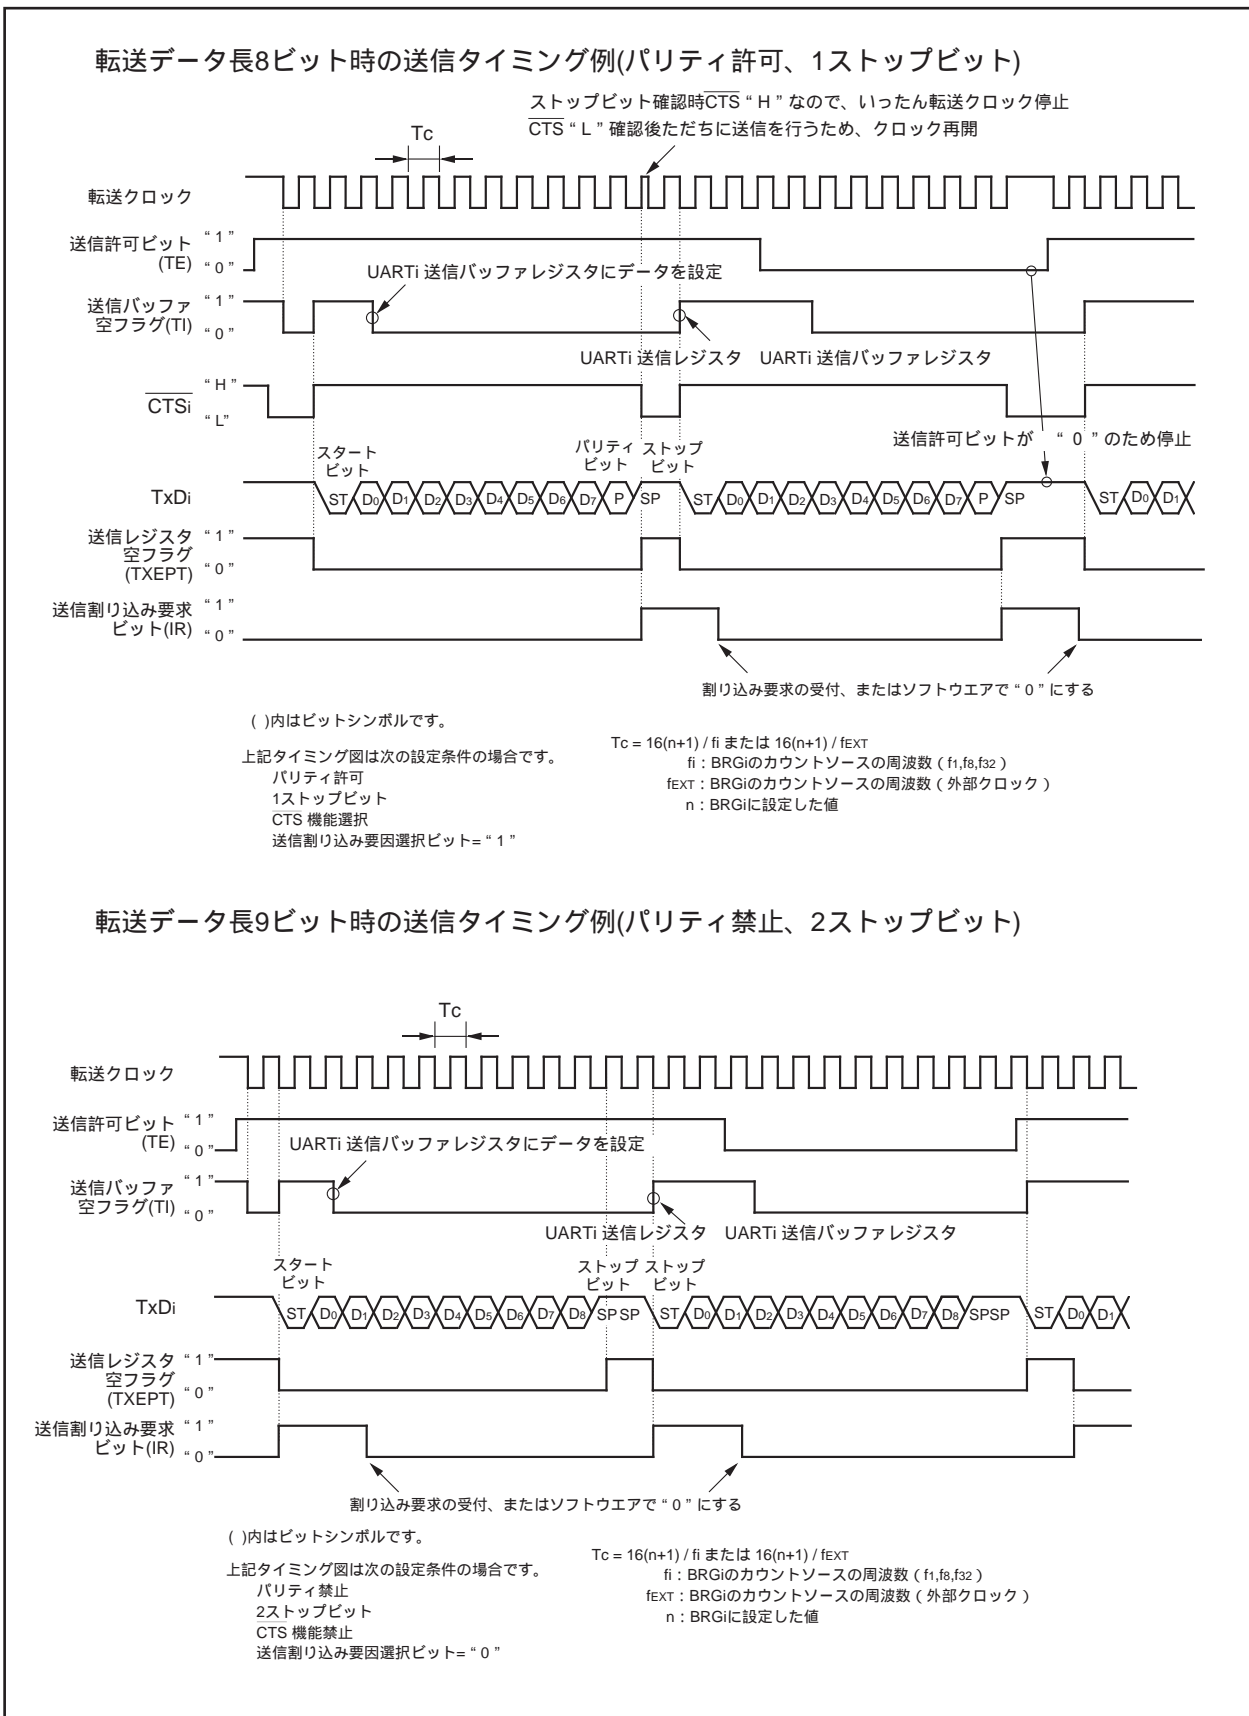 転送データ長8ビット時の送信タイミング例(パリティ許可、1ストップビット)
ストップビット確認時CTS “ H ” なので、いったん転送クロック停止
CTS “ L ” 確認後ただちに送信を行うため、クロック再開
Tc
転送クロック
送信許可ビット (TE)
“ 1 ”
“ 0 ”
UARTi 送信バッファレジスタにデータを設定
送信バッファ
空フラグ(TI)
“ 1 ”
“ 0 ”
UARTi 送信レジスタ UARTi 送信バッファレジスタ
CTSi
“ H ”
“ L”
送信許可ビットが “ 0 ” のため停止
スタート
ビット
パリティ
ビット
ストップ
ビット
TxDi
ST D0 D1 D2 D3 D4 D5 D6 D7 P SP ST D0 D1 D2 D3 D4 D5 D6 D7 P SP ST D0 D1
送信レジスタ
空フラグ
(TXEPT)
“ 1 ”
“ 0 ”
送信割り込み要求
ビット(IR)
“ 1 ”
“ 0 ”
割り込み要求の受付、またはソフトウエアで “ 0 ” にする
( )内はビットシンボルです。
上記タイミング図は次の設定条件の場合です。
パリティ許可
1ストップビット
CTS 機能選択
送信割り込み要因選択ビット= “ 1 ”
Tc = 16(n+1) / fi または 16(n+1) / fEXT
fi : BRGiのカウントソースの周波数 ( f1,f8,f32 )
fEXT : BRGiのカウントソースの周波数 ( 外部クロック )
n : BRGiに設定した値
転送データ長9ビット時の送信タイミング例(パリティ禁止、2ストップビット)
Tc
転送クロック
送信許可ビット
(TE)
“ 1 ”
“ 0 ”
UARTi 送信バッファレジスタにデータを設定
送信バッファ
空フラグ(TI)
“ 1 ”
“ 0 ”
UARTi 送信レジスタ UARTi 送信バッファレジスタ
スタート
ビット
ストップ
ビット
ストップ
ビット
TxDi
ST D0 D1 D2 D3 D4 D5 D6 D7 D8 SP SP ST D0 D1 D2 D3 D4 D5 D6 D7 D8 SPSP ST D0 D1
送信レジスタ
空フラグ
(TXEPT)
“ 1 ”
“ 0 ”
送信割り込み要求
ビット(IR)
“ 1 ”
“ 0 ”
割り込み要求の受付、またはソフトウエアで “ 0 ” にする
( )内はビットシンボルです。
上記タイミング図は次の設定条件の場合です。
パリティ禁止
2ストップビット
CTS 機能禁止
送信割り込み要因選択ビット= “ 0 ”
Tc = 16(n+1) / fi または 16(n+1) / fEXT
fi : BRGiのカウントソースの周波数 ( f1,f8,f32 )
fEXT : BRGiのカウントソースの周波数 ( 外部クロック )
n : BRGiに設定した値